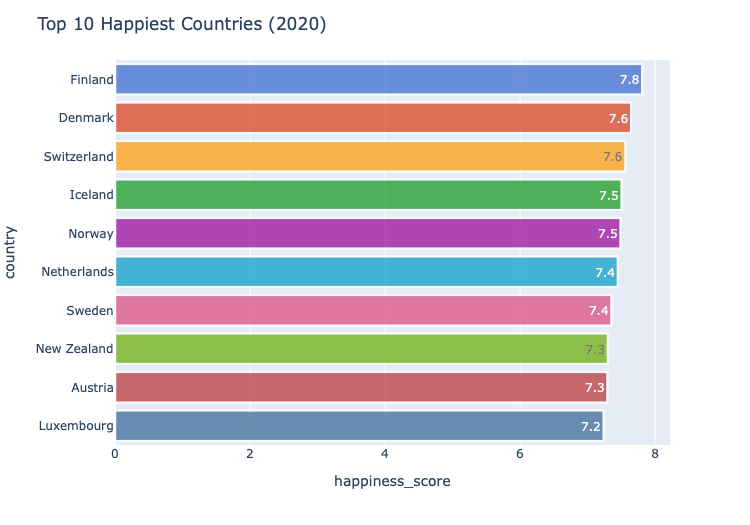 Top 10 Happiest Countries (2020)
Finland 7.8
Denmark 7.6
Switzerland 7.6
Iceland 7.5
Norway 7.5
Netherlands 7.4
Sweden 7.4
New Zealand 7.3
Austria 7.3
Luxembourg 7.2
country
0 2 4 6 8
happiness_score